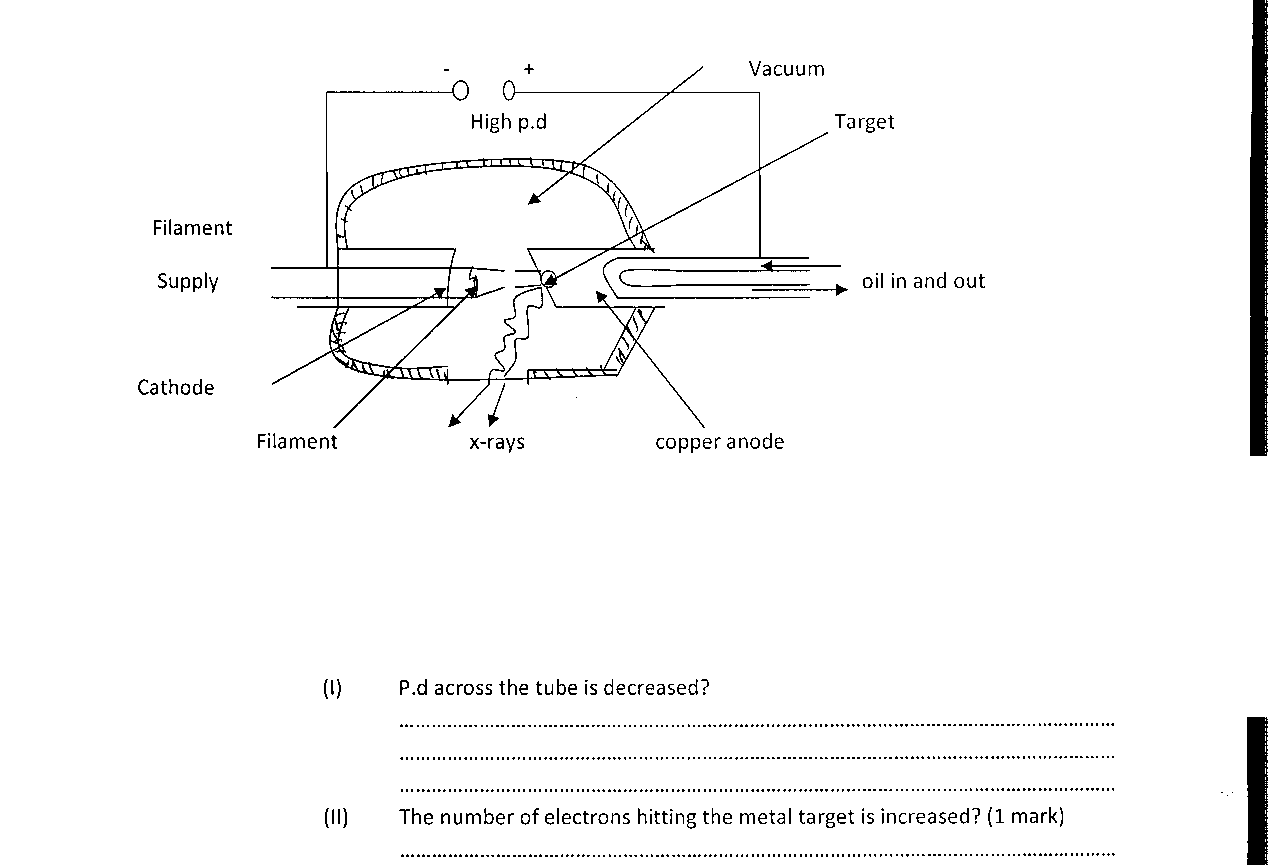 - +
Vacuum
High p.d
Target
Filament
Supply
oil in and out
Cathode
Filament
x-rays
copper anode
(I) P.d across the tube is decreased?
(II) The number of electrons hitting the metal target is increased? (1 mark)